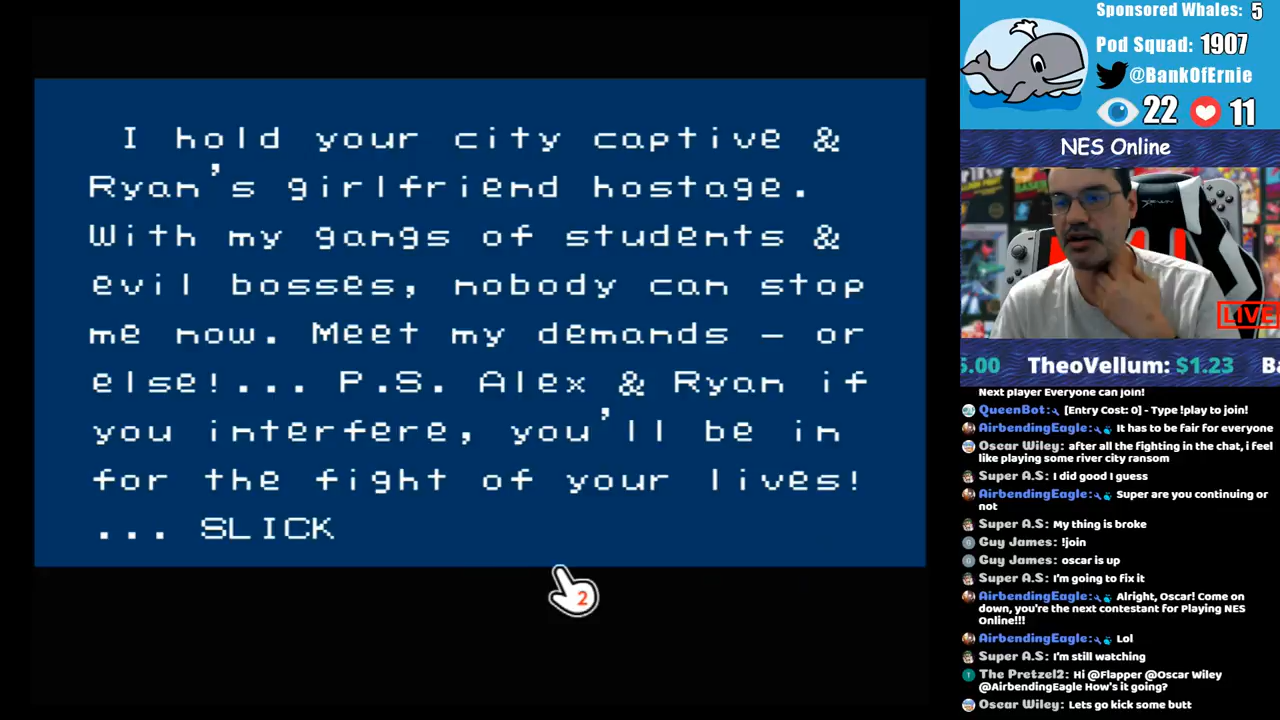 I hold your city captive &
Ryan's girlfriend hostage.
With my gangs of students &
evil bosses, nobody can stop
me now. Meet my demands – or
else!... P.S. Alex & Ryan if
you interfere, you'll be in
for the fight of your lives!
... SLICK
2
Sponsored Whales: 5
Pod Squad: 1907
@BankOfErnie
22 11
NES Online
LIVE
5.00 TheoVellum: $1.23 Ba
Next player Everyone can join!
QueenBot: [Entry Cost: 0] - Type !play to join!
AirbendingEagle: It has to be fair for everyone
Oscar Wiley: after all the fighting in the chat, i feel
like playing some river city ransom
Super A.S: I did good I guess
AirbendingEagle: Super are you continuing or
not
Super A.S: My thing is broke
Guy James: !join
Guy James: oscar is up
Super A.S: I'm going to fix it
AirbendingEagle: Alright, Oscar! Come on
down, you're the next contestant for Playing NES
Online!!!
AirbendingEagle: Lol
Super A.S: I'm still watching
The Pretzel2: Hi @Flapper @Oscar Wiley
@AirbendingEagle How's it going?
Oscar Wiley: Lets go kick some butt